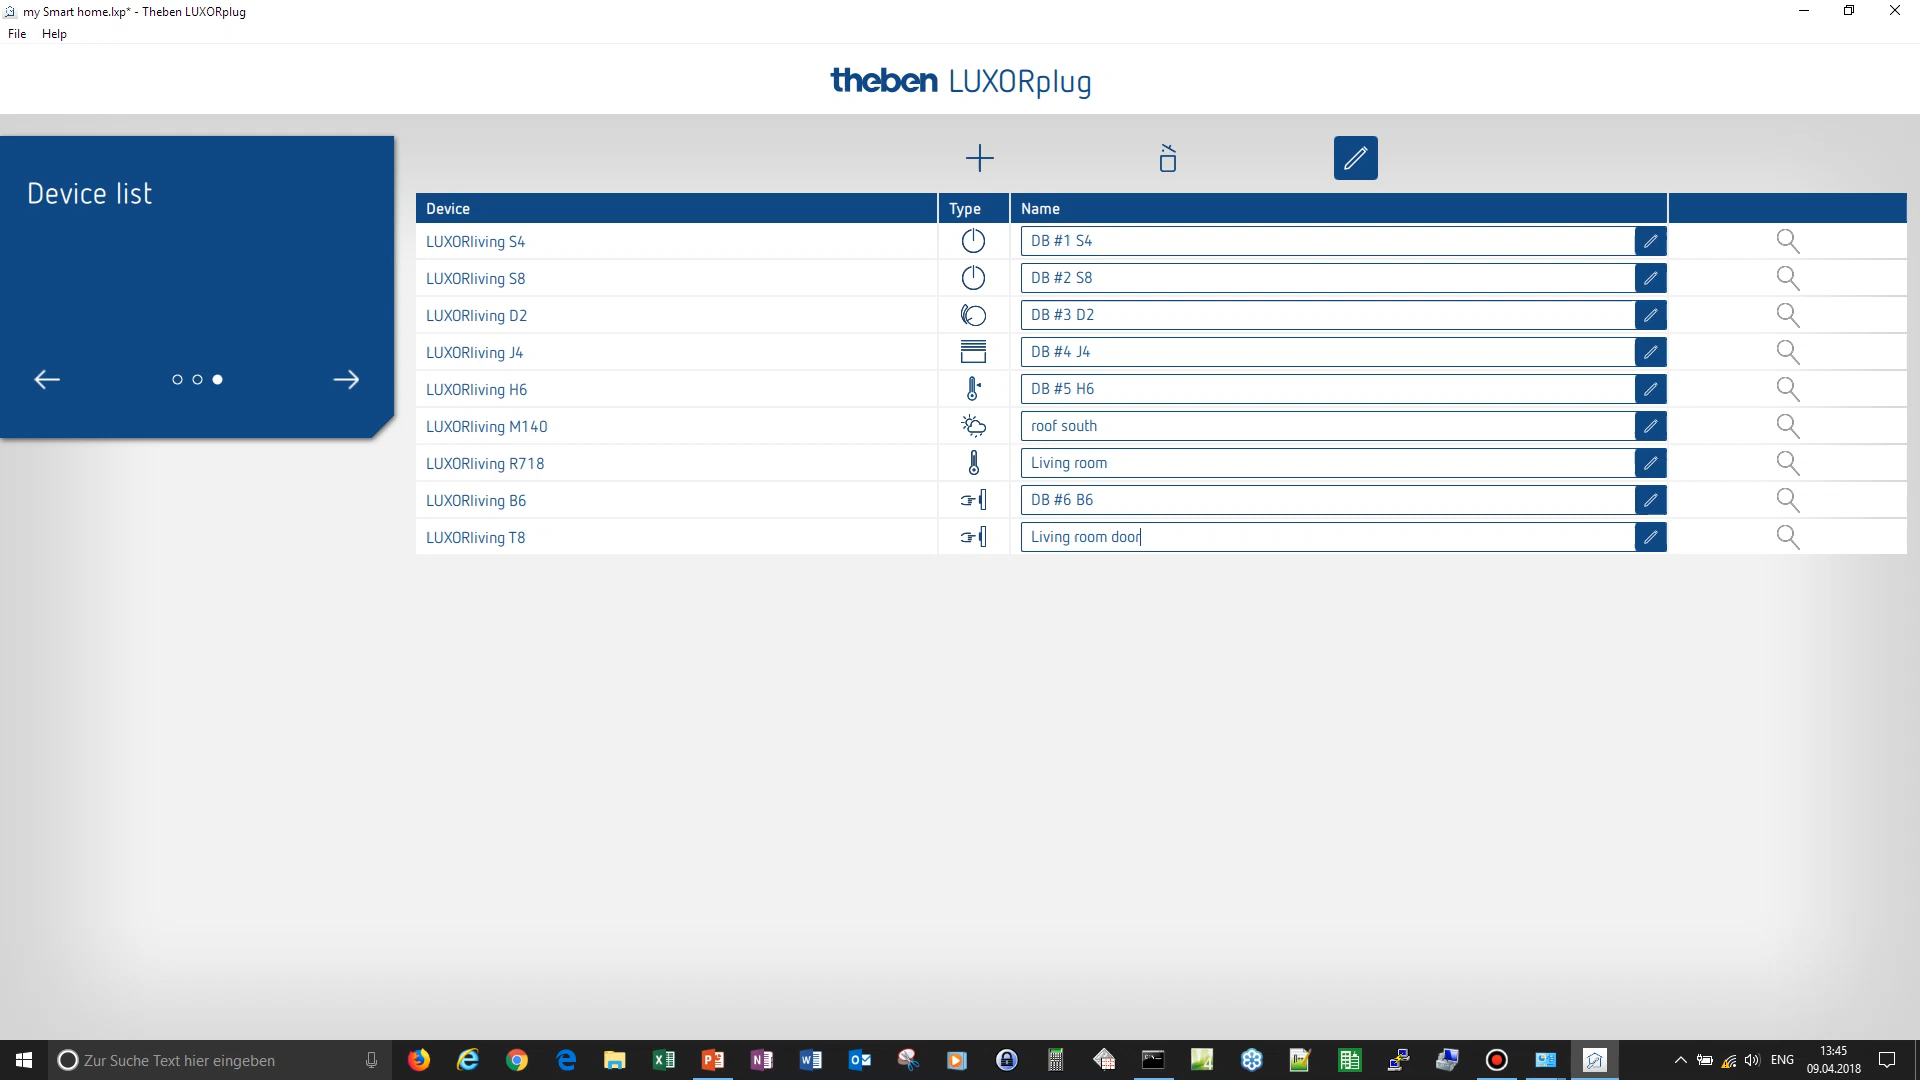 my Smart home.lxp* - Theben LUXORplug
File Help
theben LUXORplug
Device list
Device Type Name
LUXORliving S4 DB #1 S4
LUXORliving S8 DB #2 S8
LUXORliving D2 DB #3 D2
LUXORliving J4 DB #4 J4
LUXORliving H6 DB #5 H6
LUXORliving M140 roof south
LUXORliving R718 Living room
LUXORliving B6 DB #6 B6
LUXORliving T8 Living room door
Zur Suche Text hier eingeben
ENG
13:45
09.04.2018